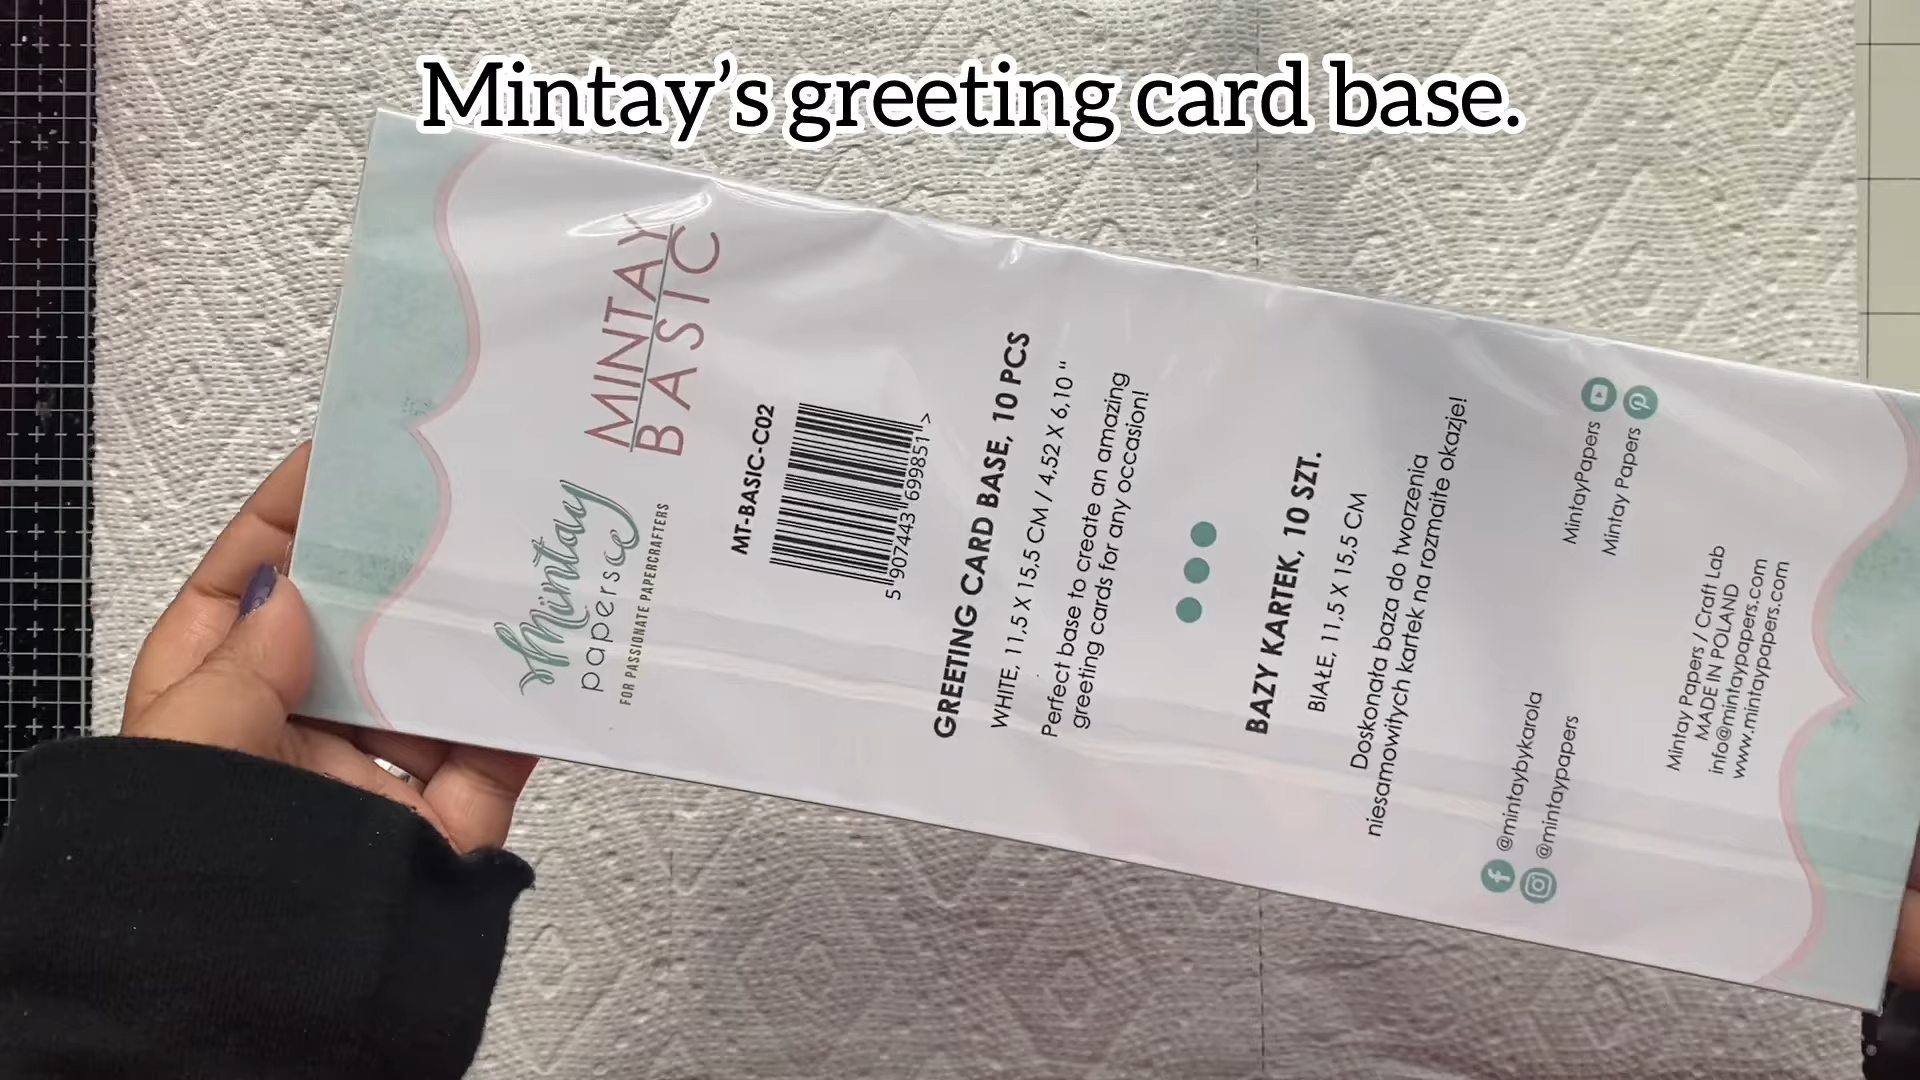 Mintay's greeting card base.
Mintay
papers
FOR PASSIONATE PAPERCRAFTERS
MINTAY
BASIC
MT-BASIC-C02
5 907443 699851 >
GREETING CARD BASE, 10 PCS
WHITE, 11,5 X 15,5 CM / 4,52 X 6,10 "
Perfect base to create an amazing
greeting cards for any occasion!
BAZY KARTEK, 10 SZT.
BIAŁE, 11,5 X 15,5 CM
Doskonała baza do tworzenia
niesamowitych kartek na rozmaite okazje!
@mintaybykarola
@mintaypapers
MintayPapers
Mintay Papers
Mintay Papers / Craft Lab
MADE IN POLAND
info@mintaypapers.com
www.mintaypapers.com